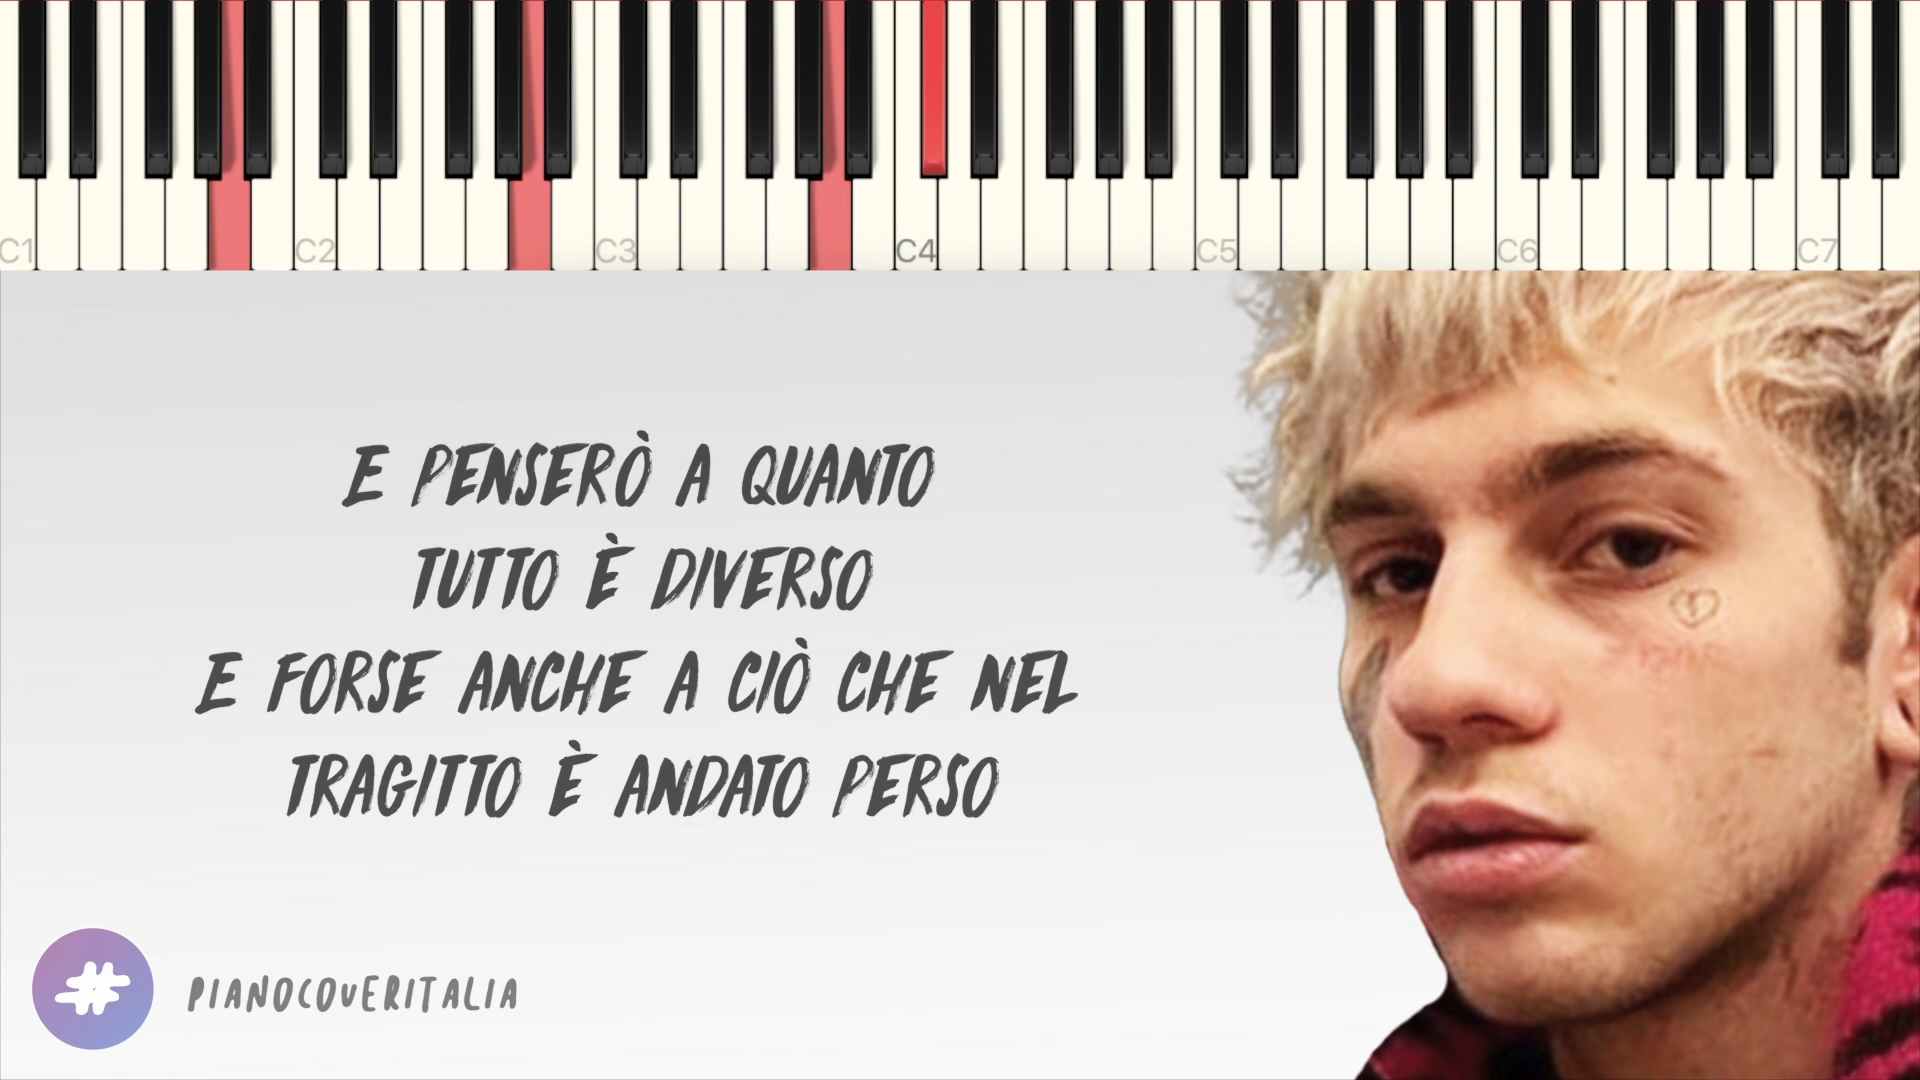 C1 C2 C3 C4 C5 C6 C7
E PENSERÒ A QUANTO
TUTTO È DIVERSO
E FORSE ANCHE A CIÒ CHE NEL
TRAGITTO È ANDATO PERSO
# PIANOCOVERITALIA